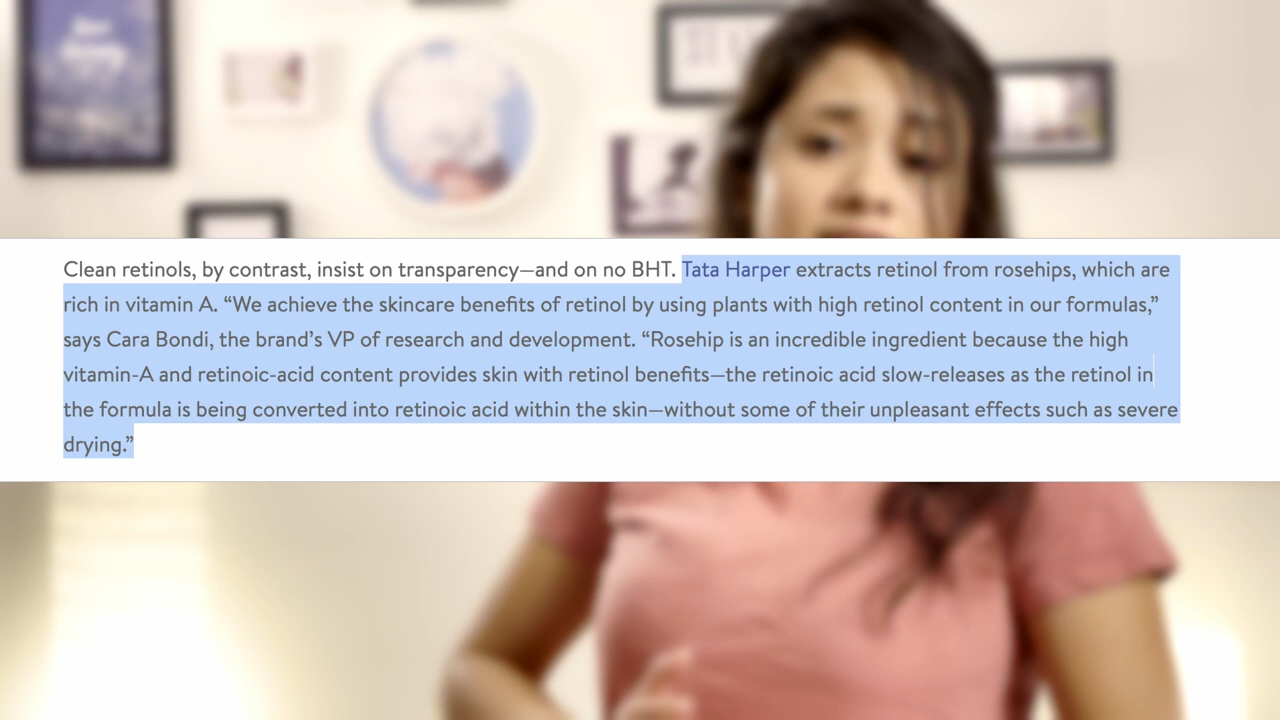 Clean retinols, by contrast, insist on transparency—and on no BHT. Tata Harper extracts retinol from rosehips, which are
rich in vitamin A. “We achieve the skincare benefits of retinol by using plants with high retinol content in our formulas,”
says Cara Bondi, the brand’s VP of research and development. “Rosehip is an incredible ingredient because the high
vitamin-A and retinoic-acid content provides skin with retinol benefits—the retinoic acid slow-releases as the retinol in
the formula is being converted into retinoic acid within the skin—without some of their unpleasant effects such as severe
drying.”